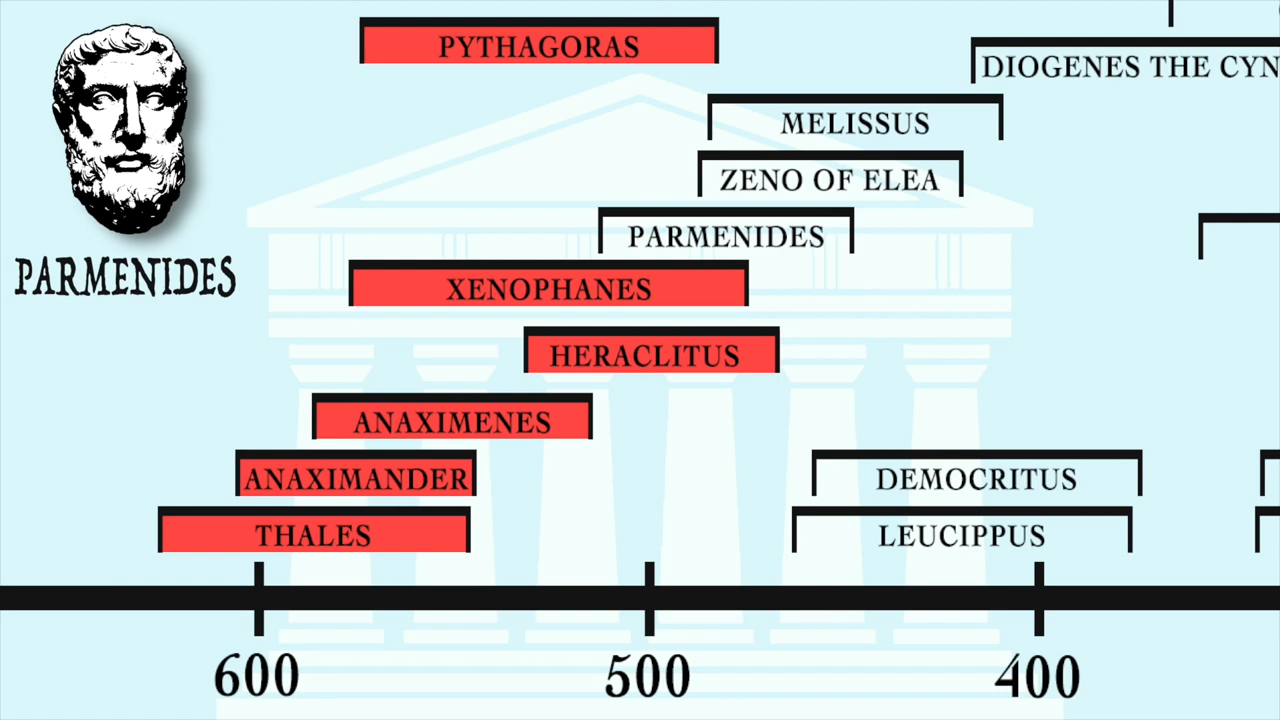 PYTHAGORAS
DIOGENES THE CYN
MELISSUS
ZENO OF ELEA
PARMENIDES
PARMENIDES
XENOPHANES
HERACLITUS
ANAXIMENES
ANAXIMANDER
DEMOCRITUS
THALES
LEUCIPPUS
600
500
400